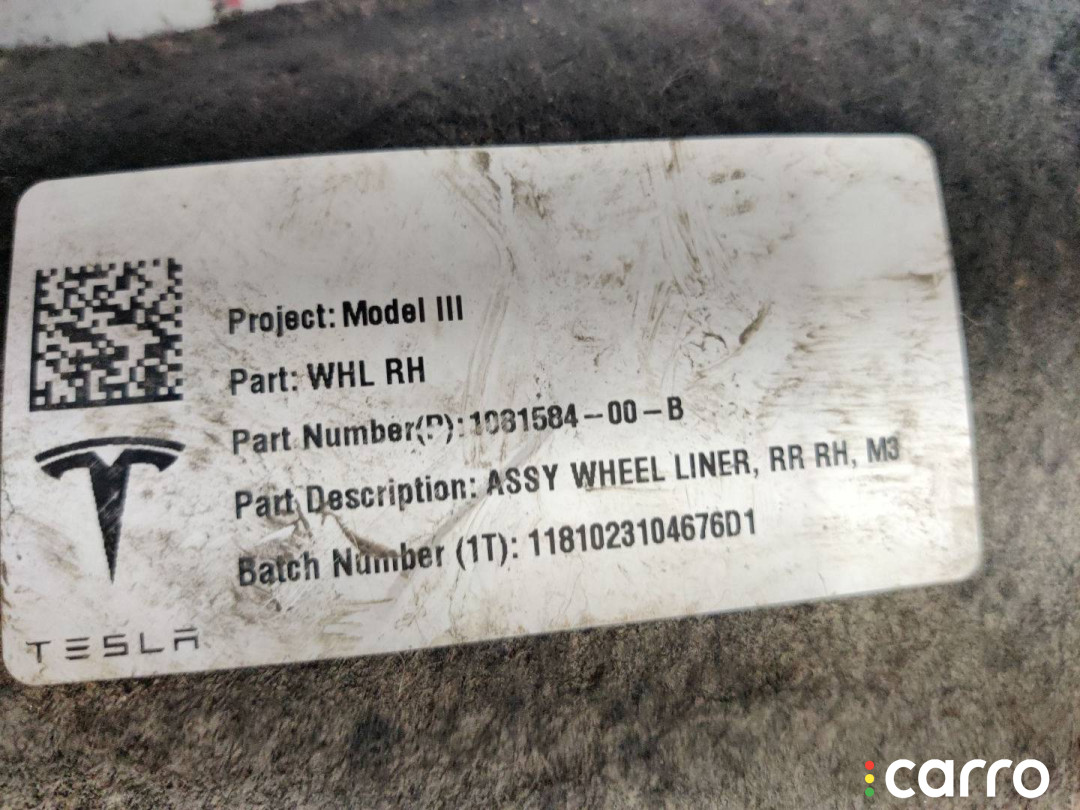 Project: Model III
Part: WHL RH
Part Number(P): 1081584-00-B
Part Description: ASSY WHEEL LINER, RR RH, M3
Batch Number (1T): 1181023104676D1
TESLA
carro